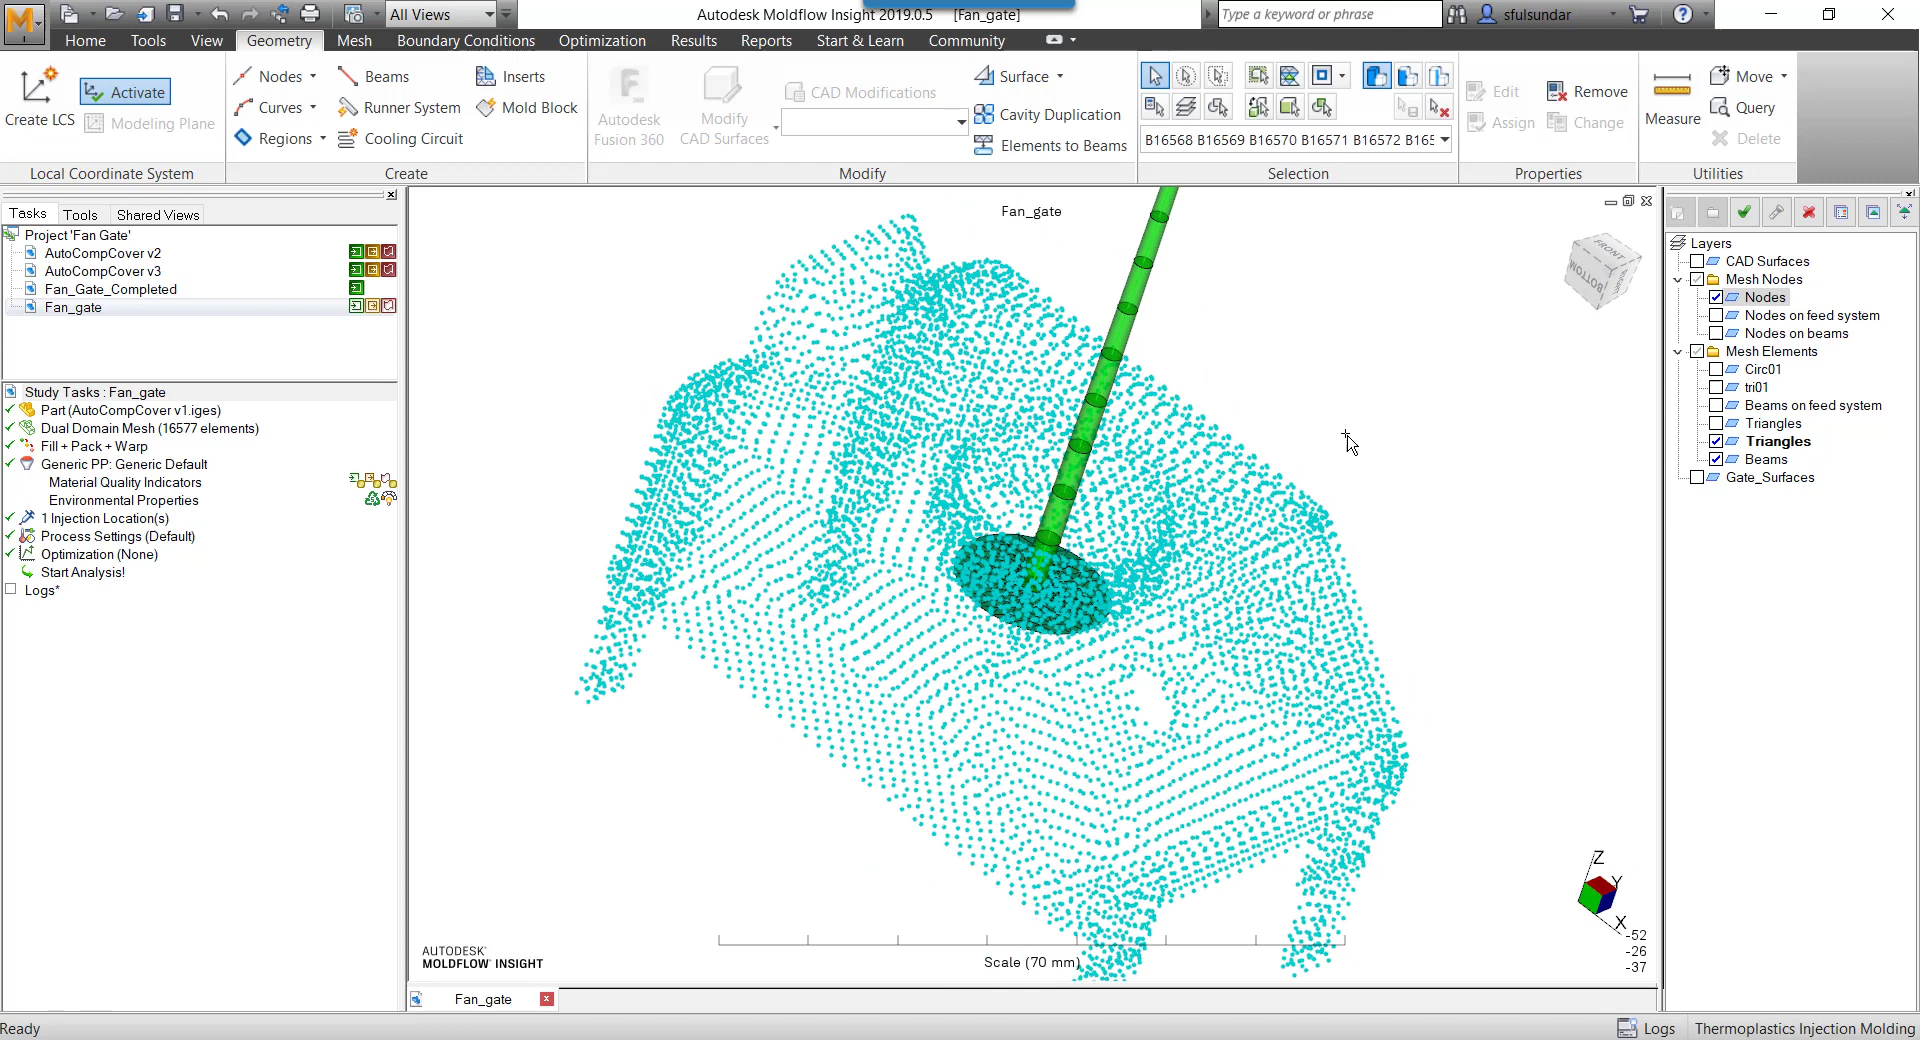 M
All Views
Autodesk Moldflow Insight 2019.0.5 [Fan_gate]
Type a keyword or phrase
sfulsundar
Home Tools View Geometry Mesh Boundary Conditions Optimization Results Reports Start & Learn Community
Create LCS
Activate
Modeling Plane
Local Coordinate System
Nodes
Curves
Regions
Beams
Runner System
Cooling Circuit
Inserts
Mold Block
Create
Autodesk
Fusion 360
Modify
CAD Surfaces
CAD Modifications
Surface
Cavity Duplication
Elements to Beams
Modify
B16568 B16569 B16570 B16571 B16572 B165
Selection
Edit
Assign
Remove
Change
Properties
Measure
Move
Query
Delete
Utilities
Tasks Tools Shared Views
Project 'Fan Gate'
AutoCompCover v2
AutoCompCover v3
Fan_Gate_Completed
Fan_gate
Study Tasks : Fan_gate
Part (AutoCompCover v1.iges)
Dual Domain Mesh (16577 elements)
Fill + Pack + Warp
Generic PP: Generic Default
Material Quality Indicators
Environmental Properties
1 Injection Location(s)
Process Settings (Default)
Optimization (None)
Start Analysis!
Logs*
Fan_gate
FRONT
BOTTOM
Z
Y
X
-52
-26
-37
AUTODESK
MOLDFLOW INSIGHT
Scale (70 mm)
Fan_gate
Layers
CAD Surfaces
Mesh Nodes
Nodes
Nodes on feed system
Nodes on beams
Mesh Elements
Circ01
tri01
Beams on feed system
Triangles
Triangles
Beams
Gate_Surfaces
Ready
Logs
Thermoplastics Injection Molding